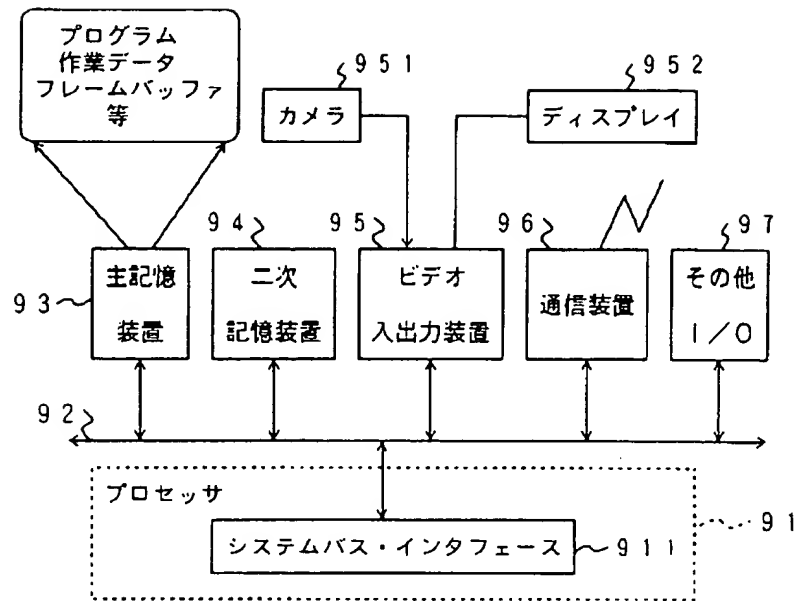 プログラム
作業データ
フレームバッファ
等
951
カメラ
952
ディスプレイ
93
主記憶
装置
94
二次
記憶装置
95
ビデオ
入出力装置
96
通信装置
97
その他
I/O
92
プロセッサ
91
システムバス・インタフェース
911